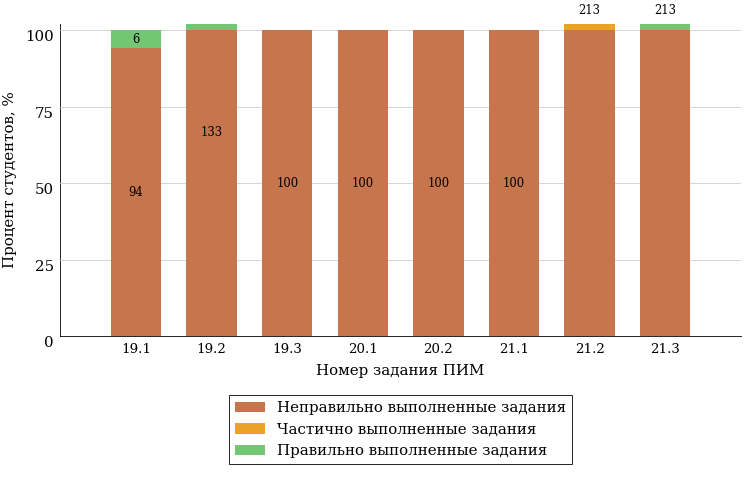 213 213
100
6
133
75
Процент студентов, %
100 100 100 100
94
50
25
0
19.1 19.2 19.3 20.1 20.2 21.1 21.2 21.3
Номер задания ПИМ
Неправильно выполненные задания
Частично выполненные задания
Правильно выполненные задания